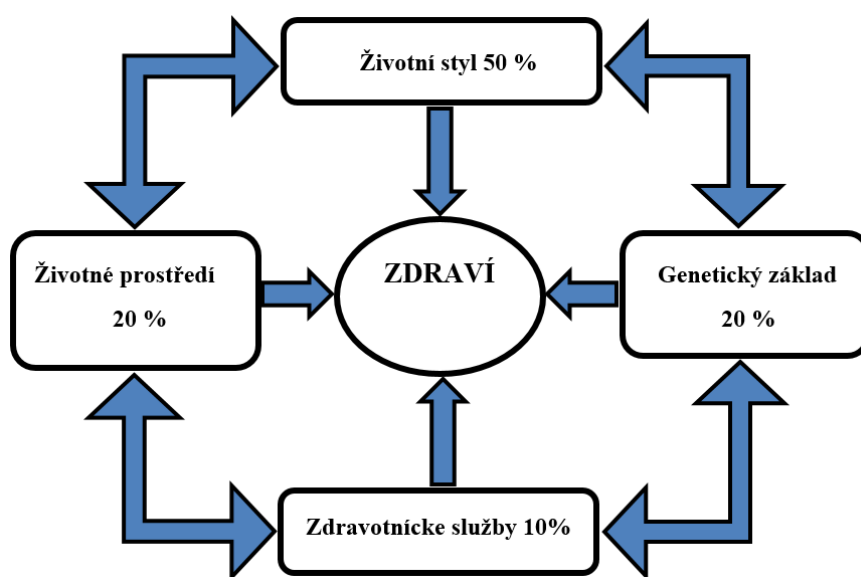 Životní styl 50 %
Životné prostředí
20 %
ZDRAVÍ
Genetický základ
20 %
Zdravotnícke služby 10%